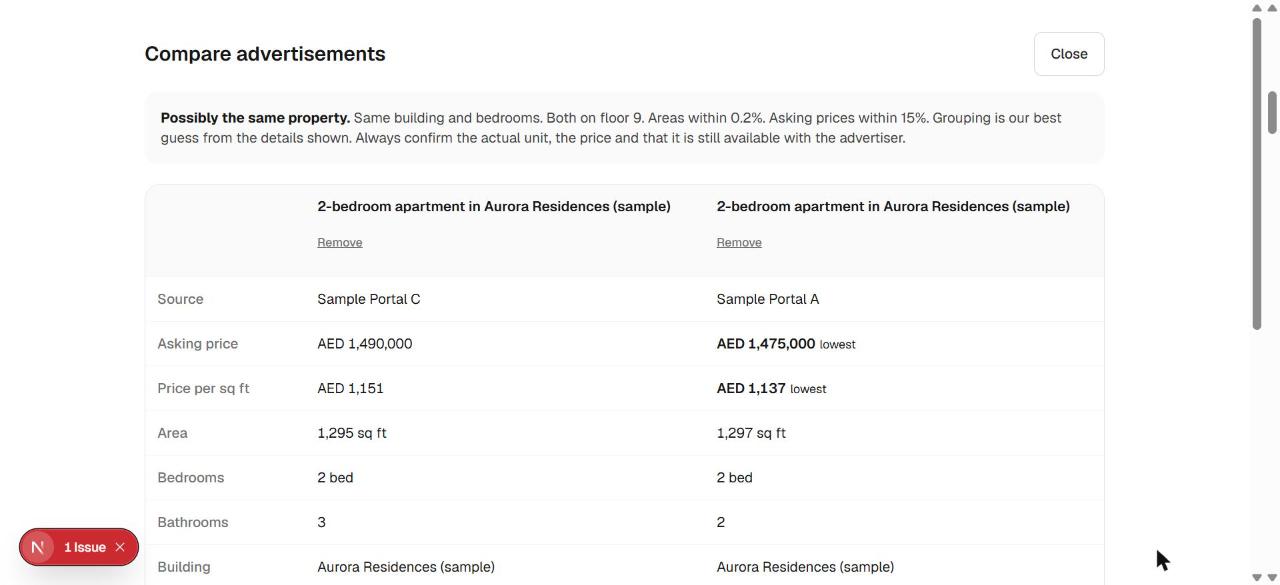 Compare advertisements
Close
Possibly the same property. Same building and bedrooms. Both on floor 9. Areas within 0.2%. Asking prices within 15%. Grouping is our best
guess from the details shown. Always confirm the actual unit, the price and that it is still available with the advertiser.
2-bedroom apartment in Aurora Residences (sample) 2-bedroom apartment in Aurora Residences (sample)
Remove Remove
Source Sample Portal C Sample Portal A
Asking price AED 1,490,000 AED 1,475,000 lowest
Price per sq ft AED 1,151 AED 1,137 lowest
Area 1,295 sq ft 1,297 sq ft
Bedrooms 2 bed 2 bed
Bathrooms 3 2
Building Aurora Residences (sample) Aurora Residences (sample)
N 1 Issue